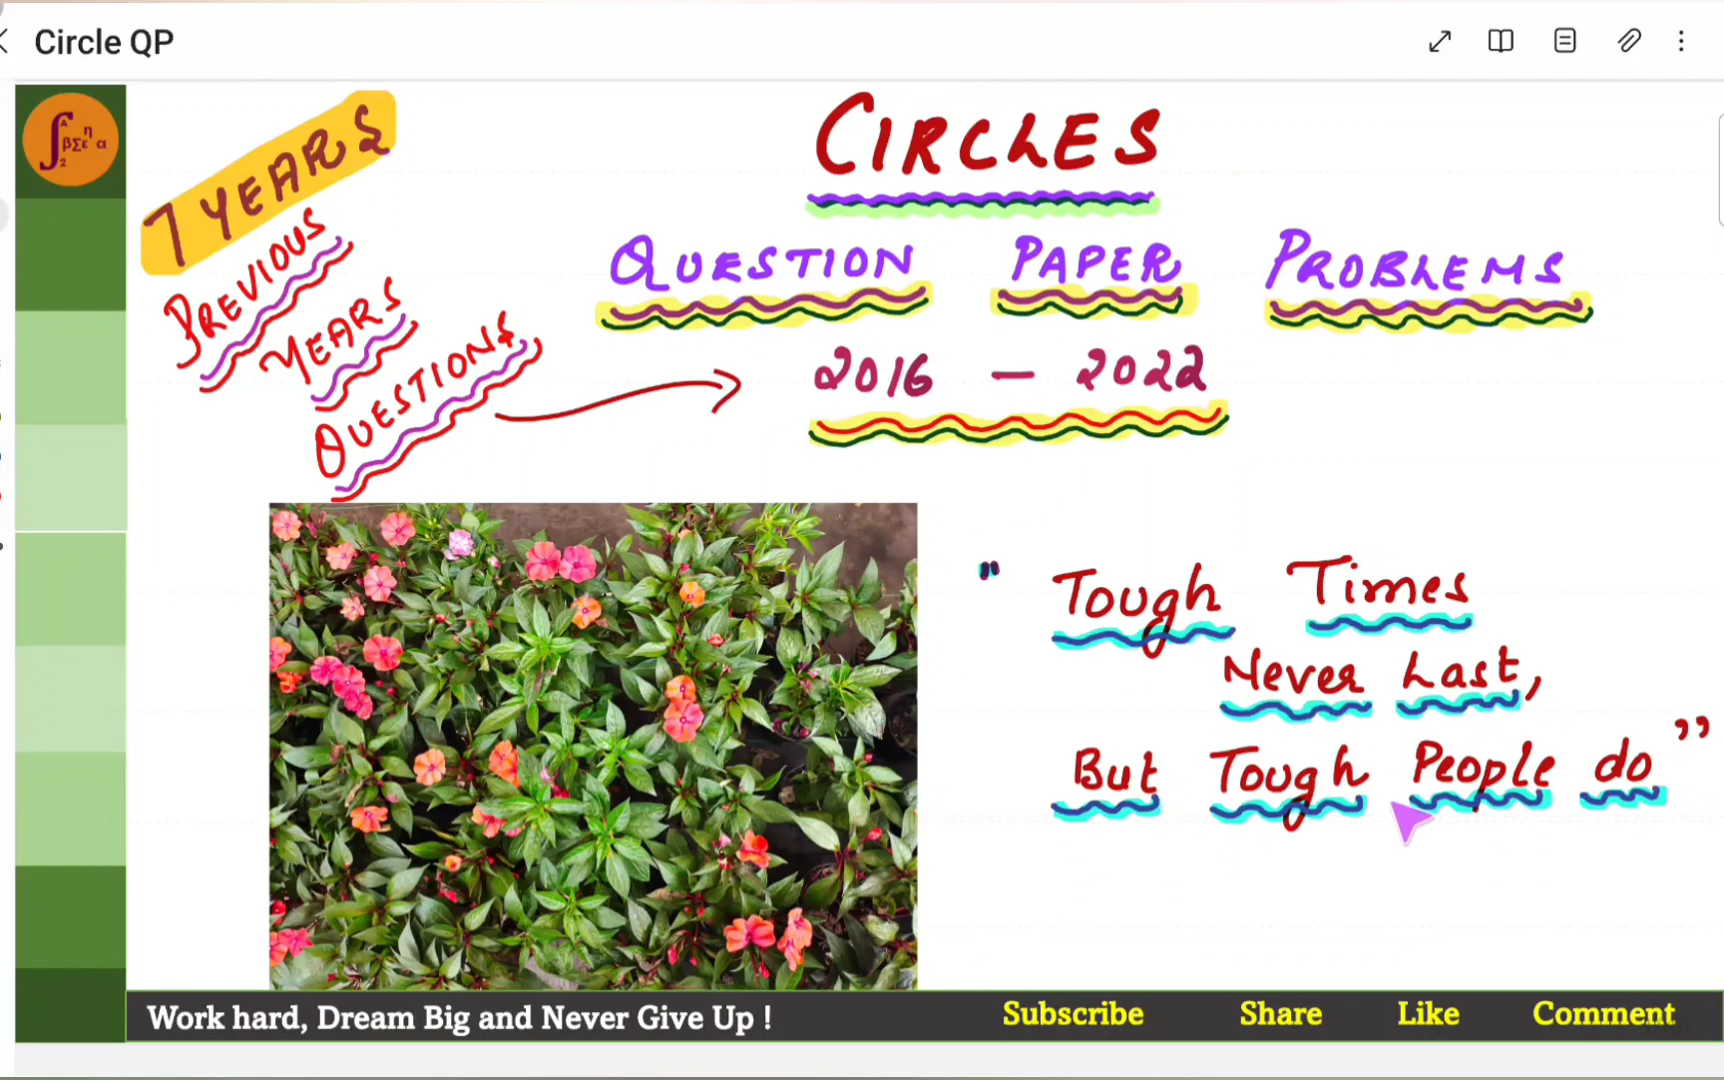 Circle QP
7 YEARS
PREVIOUS
YEARS
QUESTIONS
CIRCLES
QUESTION PAPER PROBLEMS
2016 - 2022
" Tough Times
Never Last,
But Tough People do ”
Work hard, Dream Big and Never Give Up !
Subscribe Share Like Comment